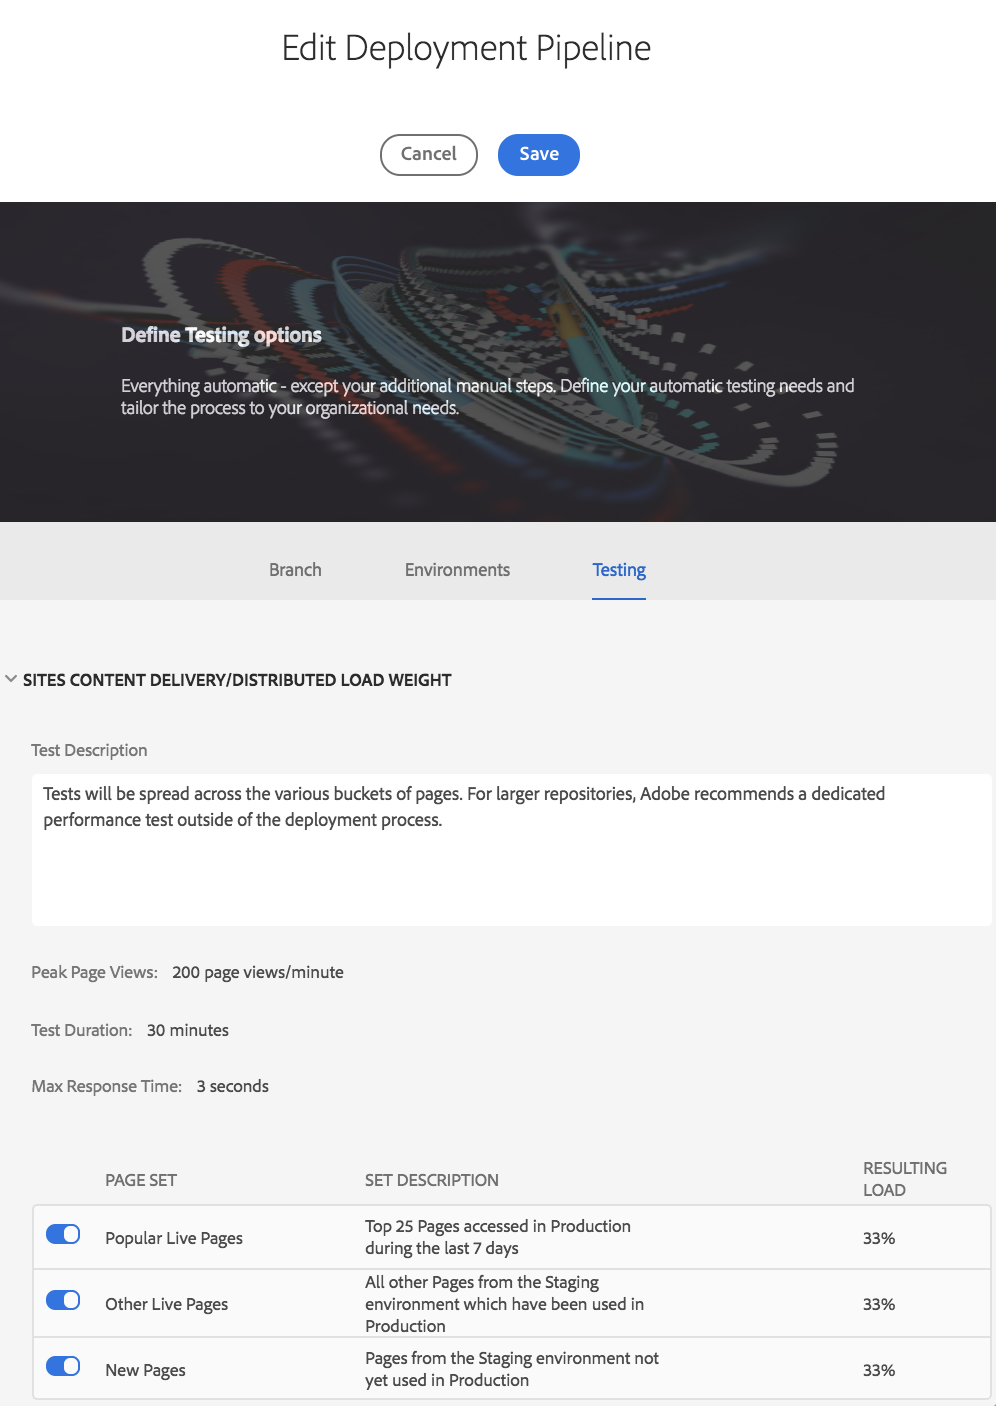 Edit Deployment Pipeline
Cancel
Save
Define Testing options
Everything automatic - except your additional manual steps. Define your automatic testing needs and
tailor the process to your organizational needs.
Branch
Environments
Testing
SITES CONTENT DELIVERY/DISTRIBUTED LOAD WEIGHT
Test Description
Tests will be spread across the various buckets of pages. For larger repositories, Adobe recommends a dedicated
performance test outside of the deployment process.
Peak Page Views: 200 page views/minute
Test Duration: 30 minutes
Max Response Time: 3 seconds
PAGE SET
SET DESCRIPTION
RESULTING
LOAD
Popular Live Pages
Top 25 Pages accessed in Production
during the last 7 days
33%
Other Live Pages
All other Pages from the Staging
environment which have been used in
Production
33%
New Pages
Pages from the Staging environment not
yet used in Production
33%